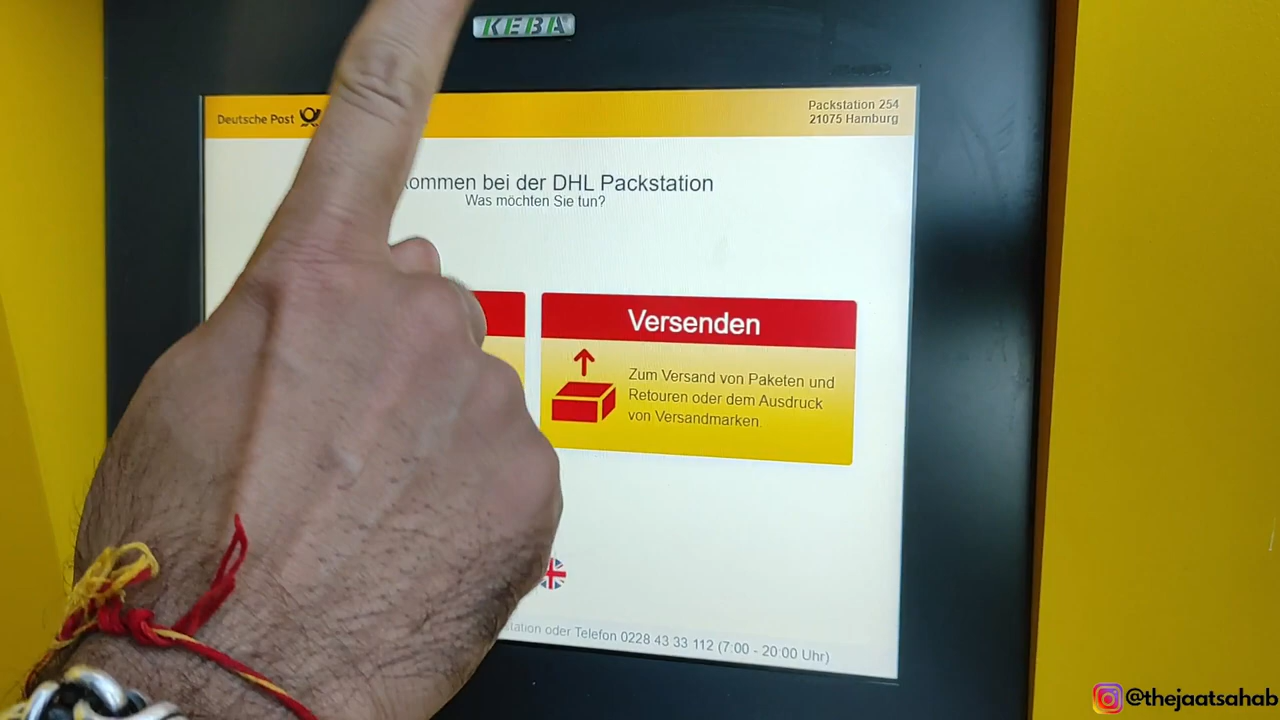 KEBA
Deutsche Post
Packstation 254
21075 Hamburg
bei der DHL Packstation
Was möchten Sie tun?
Versenden
Zum Versand von Paketen und
Retouren oder dem Ausdruck
von Versandmarken.
oder Telefon 0228 43 33 112 (7:00 - 20:00 Uhr)
@thejaatsahab